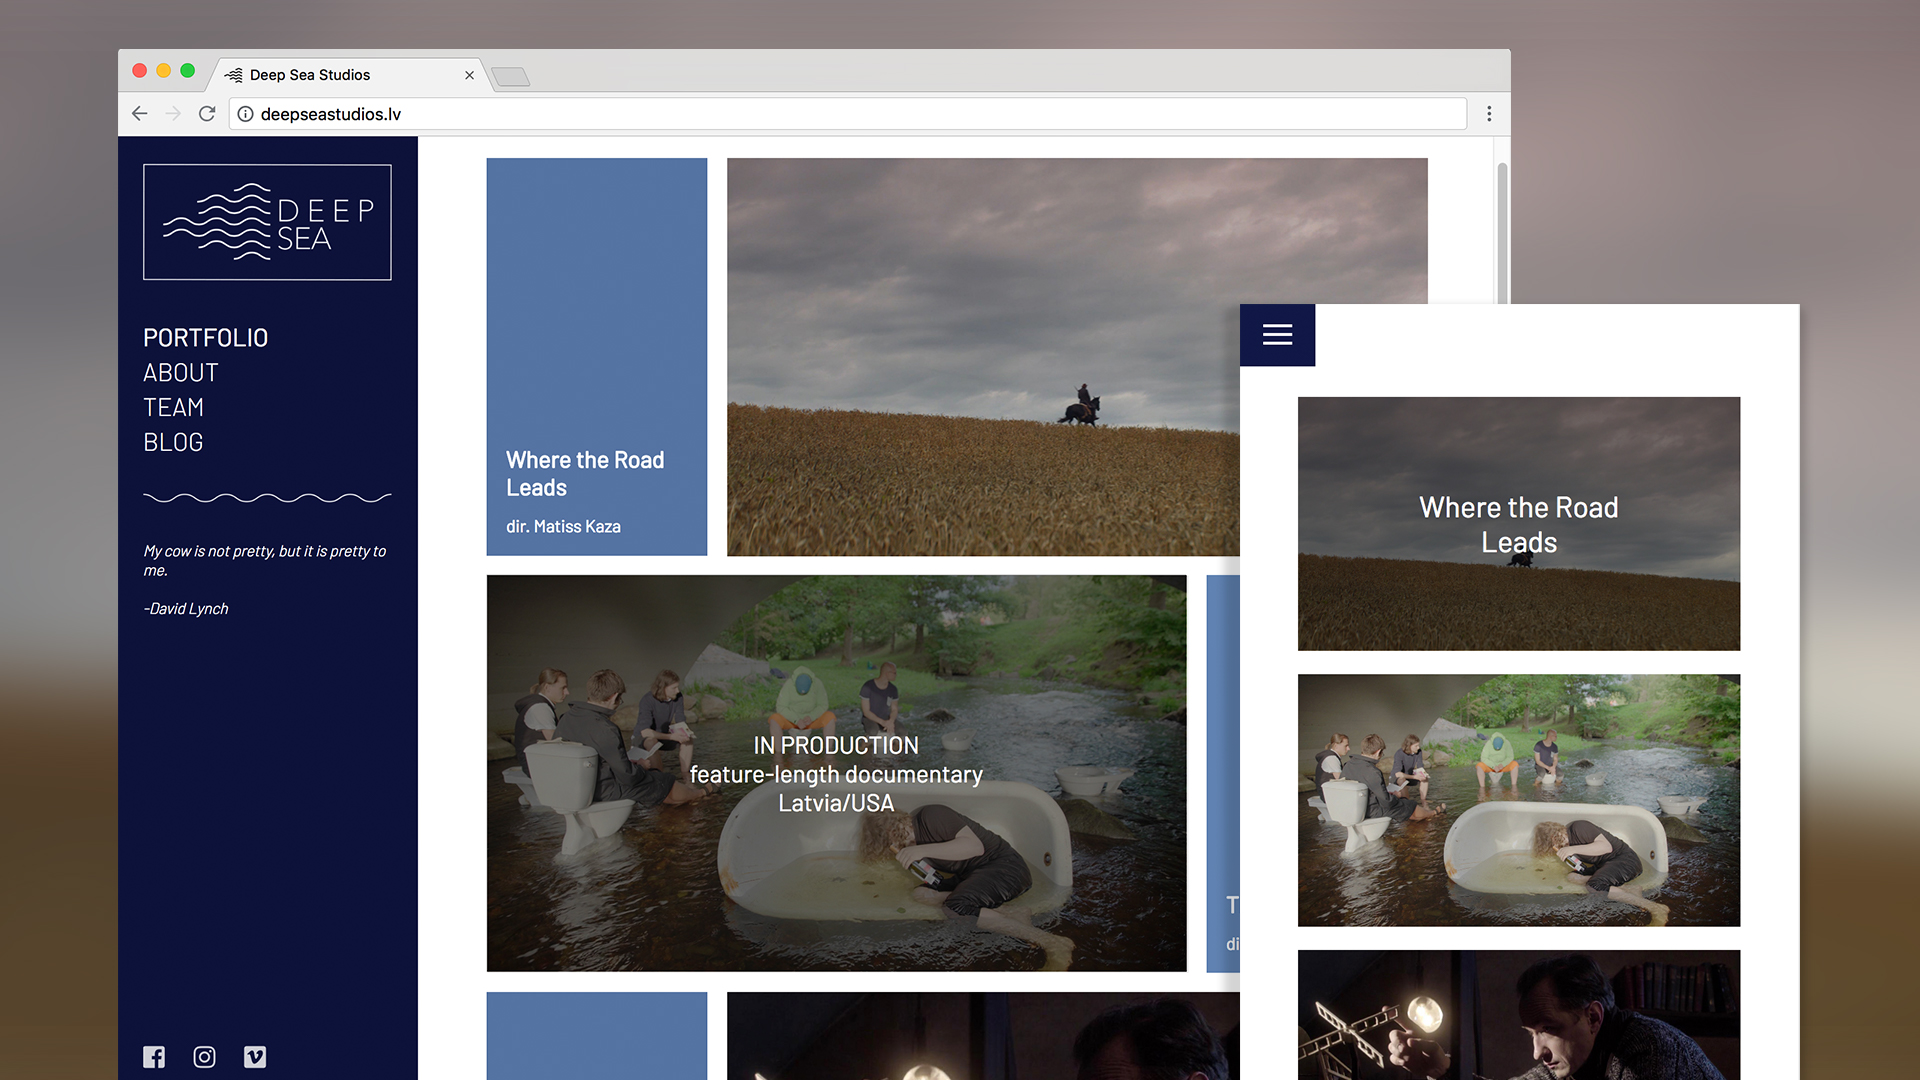 Deep Sea Studios
deepseastudios.lv
DEEP
SEA
PORTFOLIO
ABOUT
TEAM
BLOG
My cow is not pretty, but it is pretty to
me.
-David Lynch
Where the Road
Leads
dir. Matiss Kaza
IN PRODUCTION
feature-length documentary
Latvia/USA
T
di
Where the Road
Leads